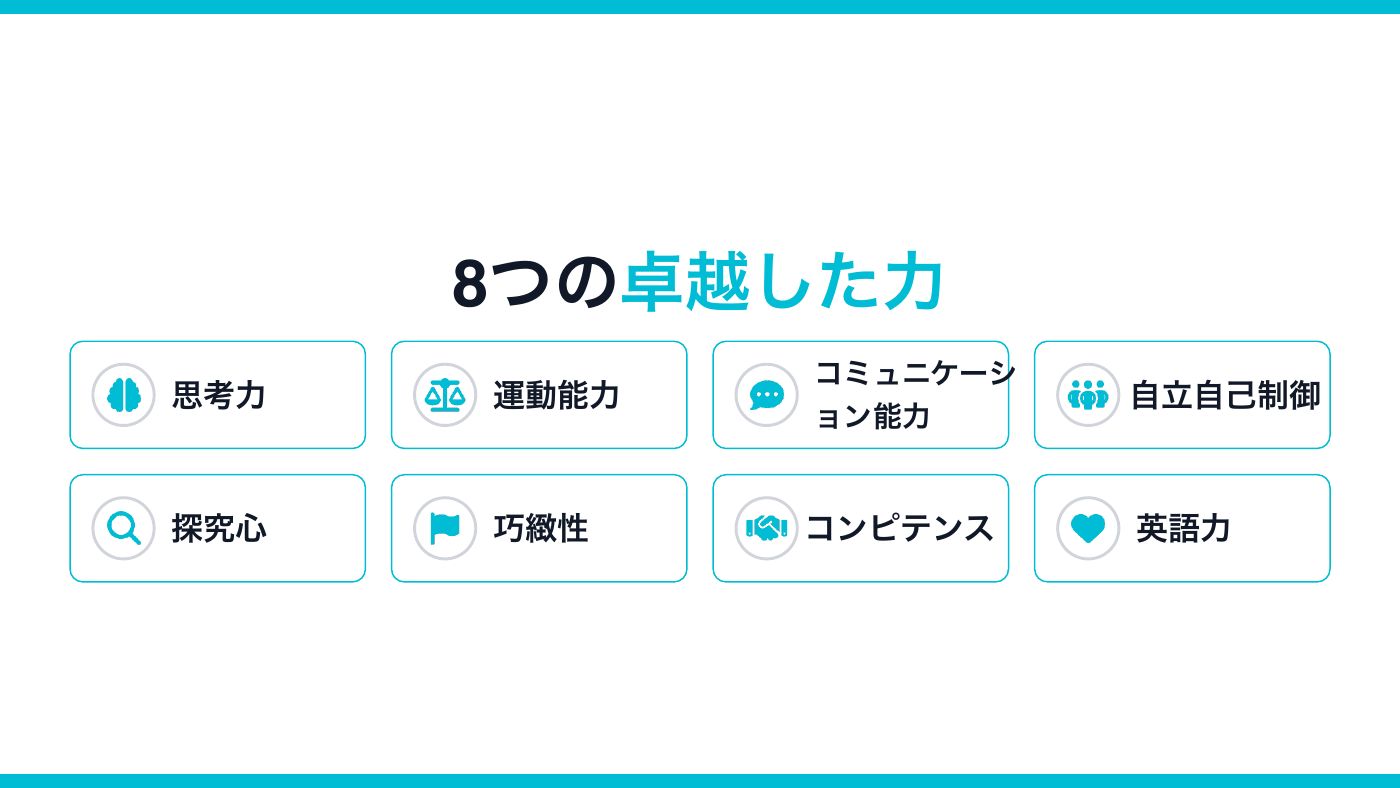 8つの卓越した力
思考力
運動能力
コミュニケーシ
ョン能力
自立自己制御
探究心
巧緻性
コンピテンス
英語力